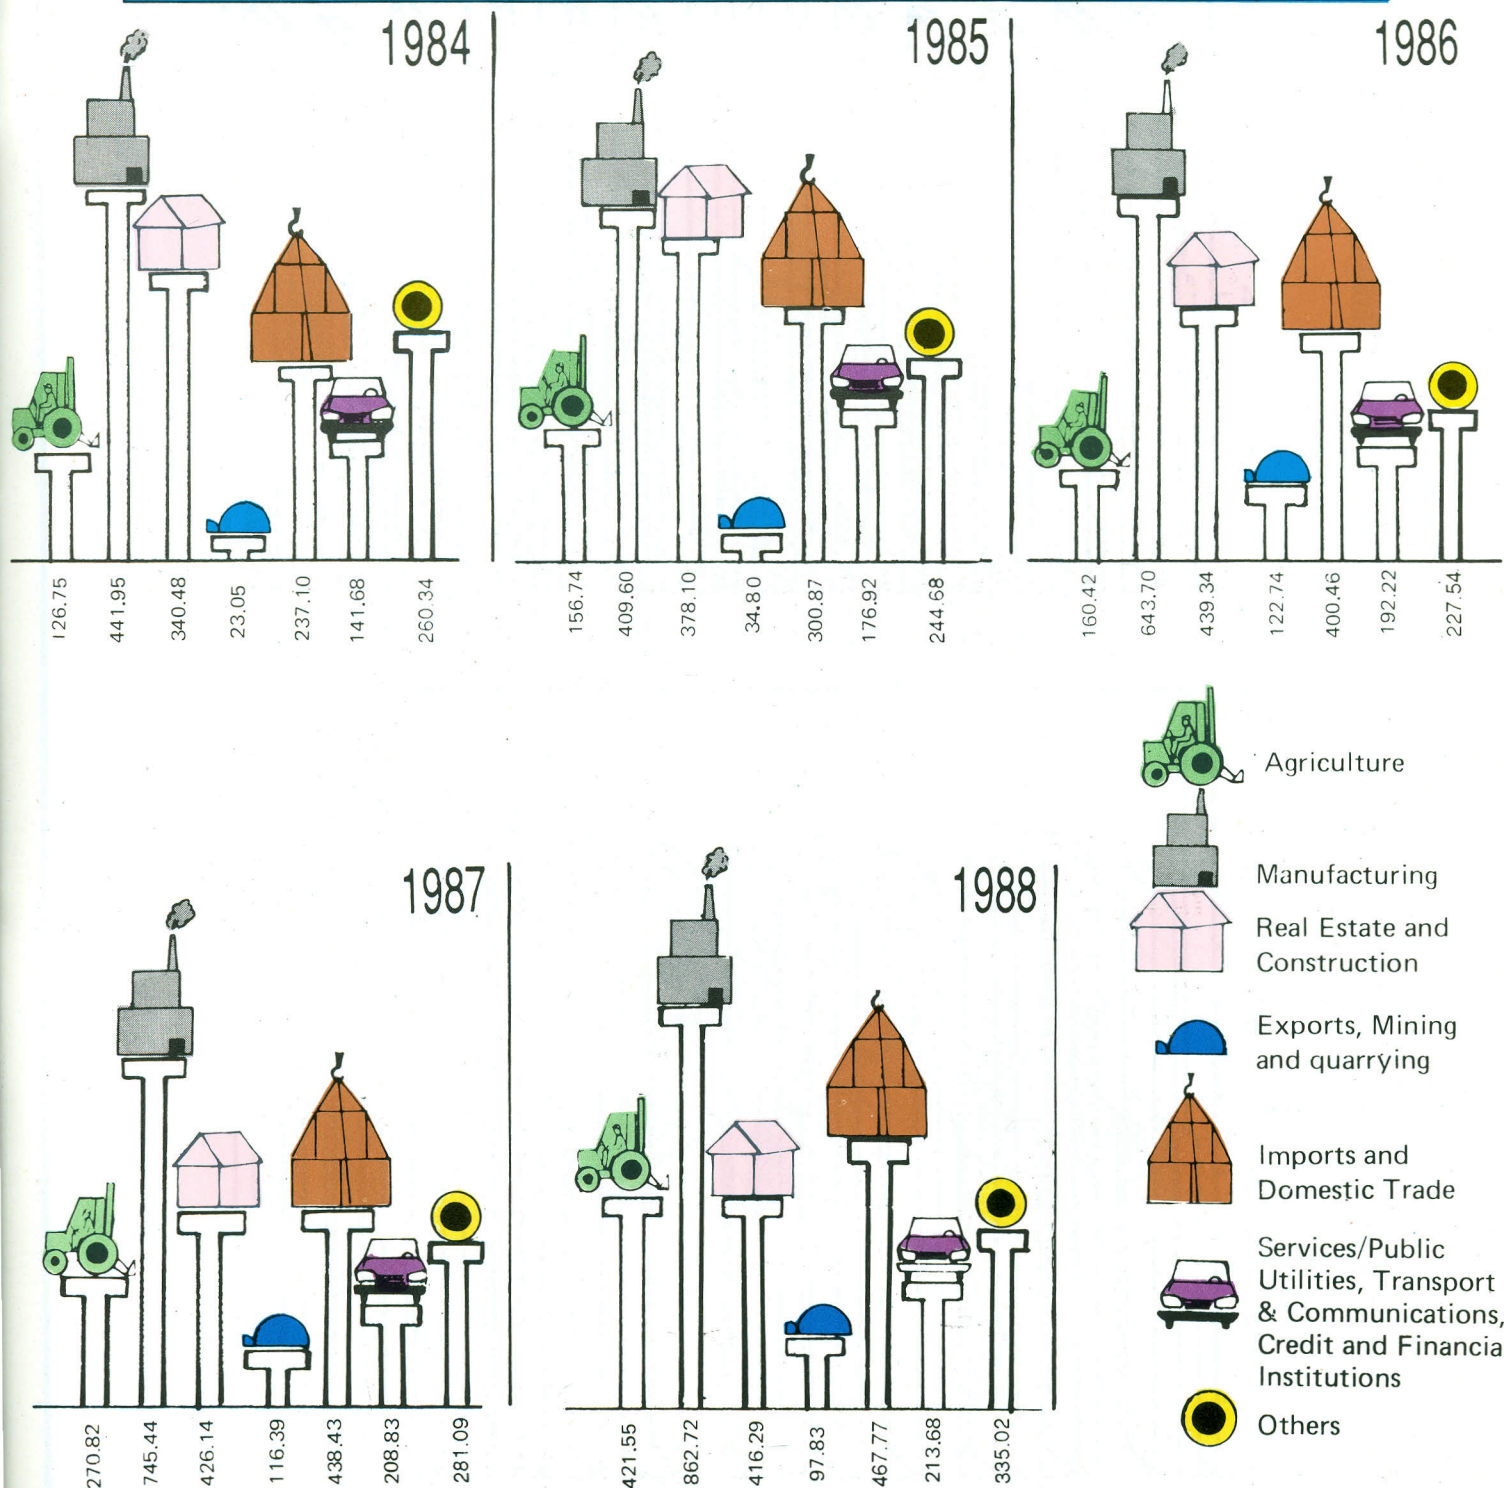 1984
1985
1986
126.75
441.95
340.48
23.05
237.10
141.68
260.34
156.74
409.60
378.10
34.80
300.87
176.92
244.68
160.42
643.70
439.34
122.74
400.46
192.22
227.54
1987
1988
270.82
745.44
426.14
116.39
438.43
208.83
281.09
421.55
862.72
416.29
97.83
467.77
213.68
335.02
Agriculture
Manufacturing
Real Estate and
Construction
Exports, Mining
and quarrying
Imports and
Domestic Trade
Services/Public
Utilities, Transport
& Communications,
Credit and Financia
Institutions
Others